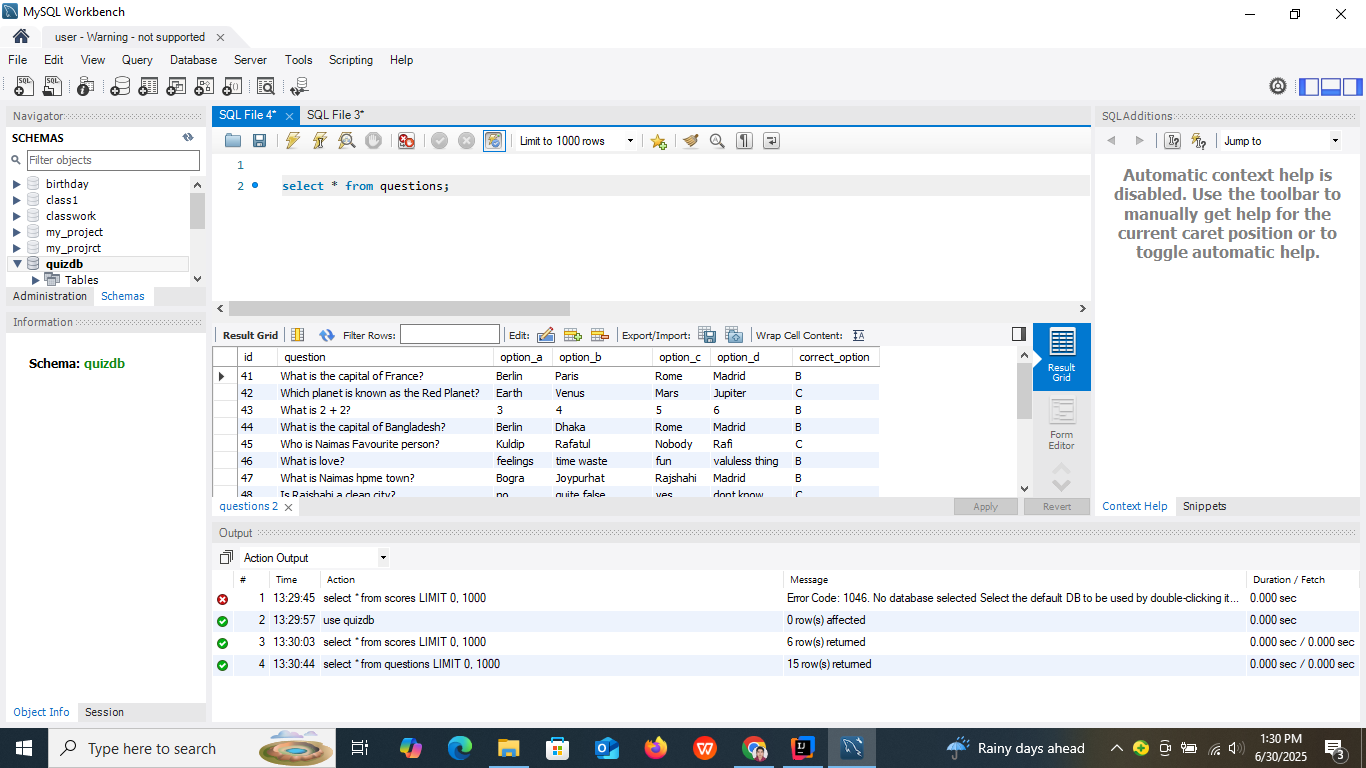 MySQL Workbench
user - Warning - not supported
File Edit View Query Database Server Tools Scripting Help
Navigator
SCHEMAS
Filter objects
birthday
class1
classwork
my_project
my_projrct
quizdb
Tables
Administration Schemas
Information
Schema: quizdb
Object Info Session
SQL File 4* SQL File 3*
Limit to 1000 rows
1
2 select * from questions;
Result Grid Filter Rows: Edit: Export/Import: Wrap Cell Content:
id question option_a option_b option_c option_d correct_option
41 What is the capital of France? Berlin Paris Rome Madrid B
42 Which planet is known as the Red Planet? Earth Venus Mars Jupiter C
43 What is 2 + 2? 3 4 5 6 B
44 What is the capital of Bangladesh? Berlin Dhaka Rome Madrid B
45 Who is Naimas Favourite person? Kuldip Rafatul Nobody Rafi C
46 What is love? feelings time waste fun valuless thing B
47 What is Naimas hpme town? Bogra Joypurhat Rajshahi Madrid B
48 Is Rajshahi a clean city? no quite false yes dont know C
Result
Grid
Form
Editor
questions 2 Apply Revert
SQLAdditions
Jump to
Automatic context help is
disabled. Use the toolbar to
manually get help for the
current caret position or to
toggle automatic help.
Context Help Snippets
Output
Action Output
# Time Action Message Duration / Fetch
1 13:29:45 select * from scores LIMIT 0, 1000 Error Code: 1046. No database selected Select the default DB to be used by double-clicking it... 0.000 sec
2 13:29:57 use quizdb 0 row(s) affected 0.000 sec
3 13:30:03 select * from scores LIMIT 0, 1000 6 row(s) returned 0.000 sec / 0.000 sec
4 13:30:44 select * from questions LIMIT 0, 1000 15 row(s) returned 0.000 sec / 0.000 sec
Type here to search
Rainy days ahead
1:30 PM
6/30/2025
3